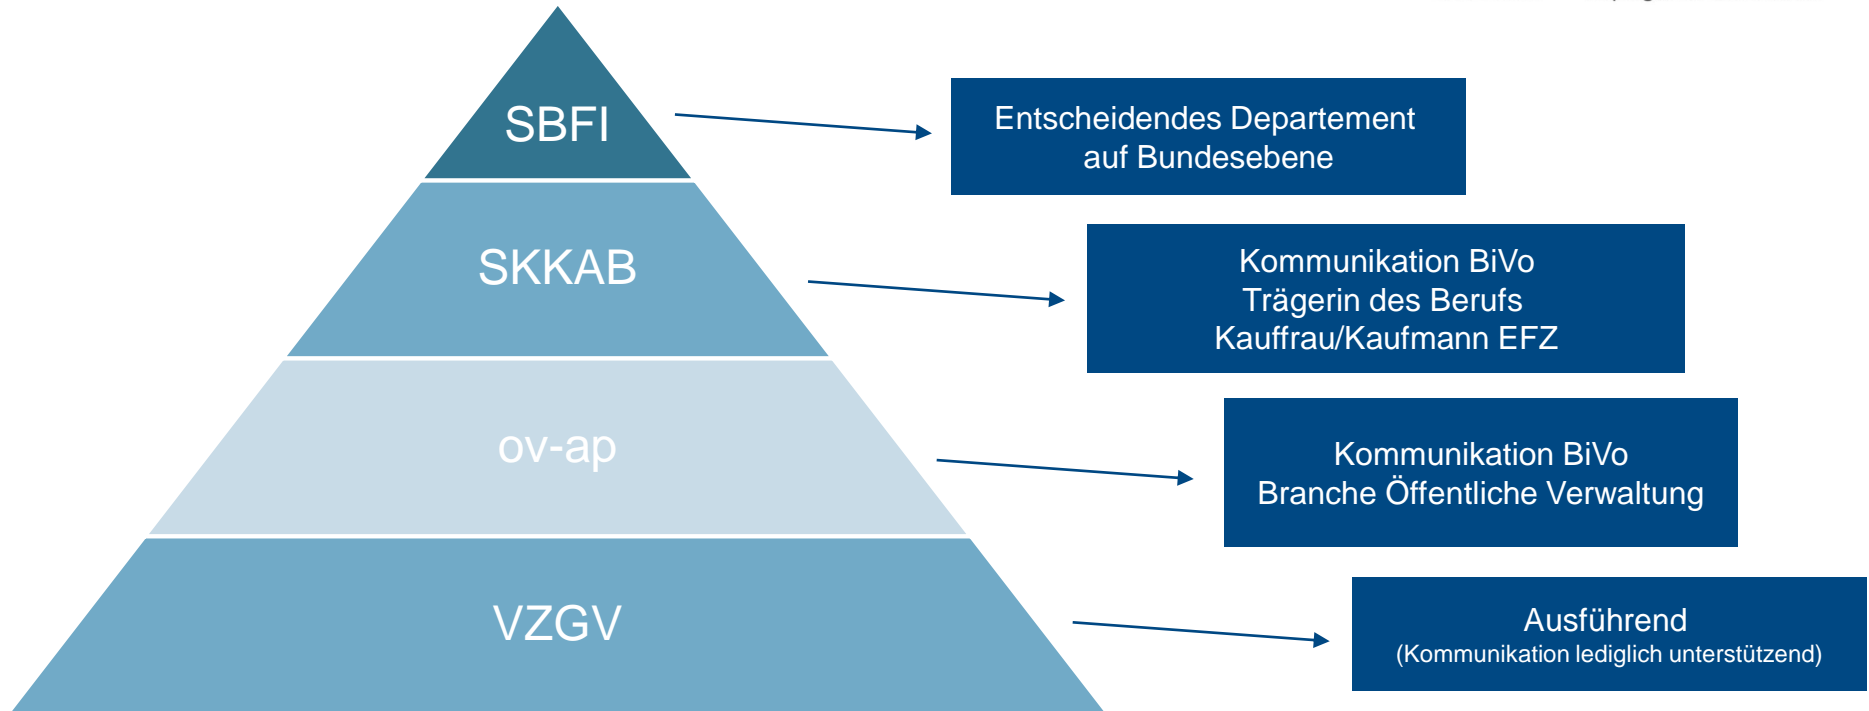 SBFI
Entscheidendes Departement
auf Bundesebene
SKKAB
Kommunikation BiVo
Trägerin des Berufs
Kauffrau/Kaufmann EFZ
ov-ap
Kommunikation BiVo
Branche Öffentliche Verwaltung
VZGV
Ausführend
(Kommunikation lediglich unterstützend)